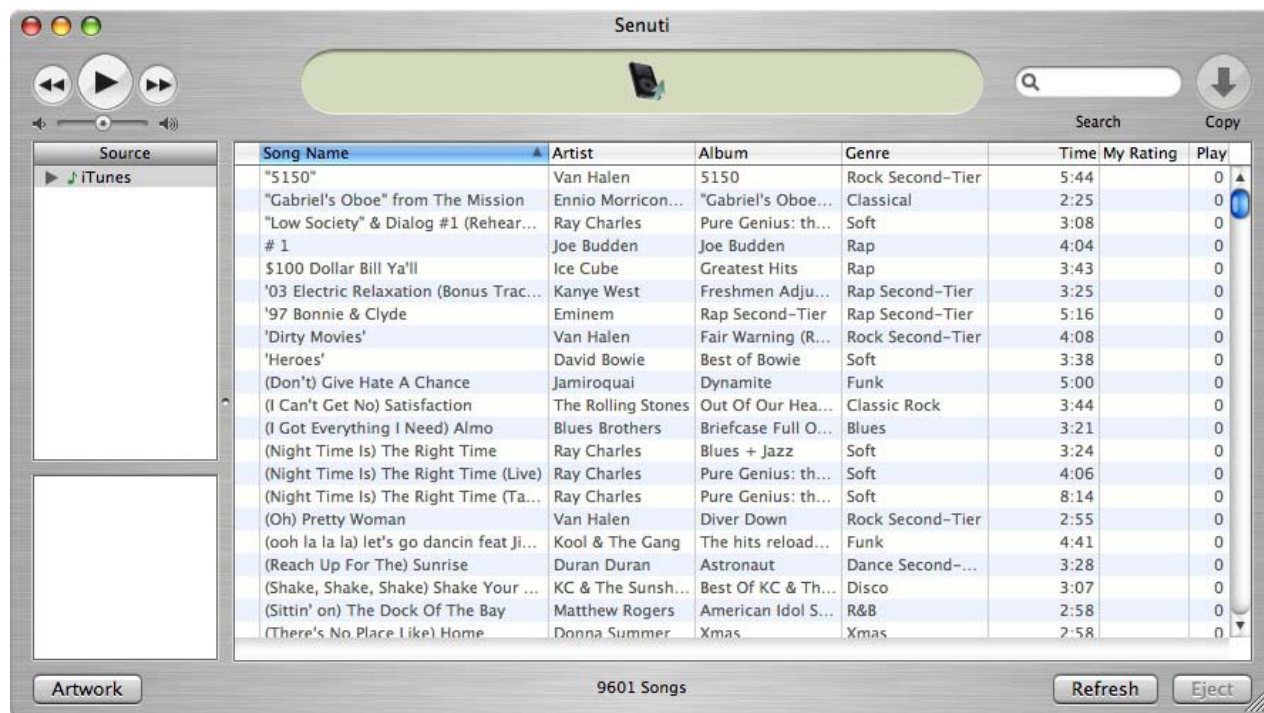 Senuti
Search Copy
Source Song Name Artist Album Genre Time My Rating Play
iTunes "5150" Van Halen 5150 Rock Second-Tier 5:44 0
"Gabriel's Oboe" from The Mission Ennio Morricon... "Gabriel's Oboe... Classical 2:25 0
"Low Society" & Dialog #1 (Rehear... Ray Charles Pure Genius: th... Soft 3:08 0
# 1 Joe Budden Joe Budden Rap 4:04 0
$100 Dollar Bill Ya'll Ice Cube Greatest Hits Rap 3:43 0
'03 Electric Relaxation (Bonus Trac... Kanye West Freshmen Adju... Rap Second-Tier 3:25 0
'97 Bonnie & Clyde Eminem Rap Second-Tier Rap Second-Tier 5:16 0
'Dirty Movies' Van Halen Fair Warning (R... Rock Second-Tier 4:08 0
'Heroes' David Bowie Best of Bowie Soft 3:38 0
(Don't) Give Hate A Chance Jamiroquai Dynamite Funk 5:00 0
(I Can't Get No) Satisfaction The Rolling Stones Out Of Our Hea... Classic Rock 3:44 0
(I Got Everything I Need) Almo Blues Brothers Briefcase Full O... Blues 3:21 0
(Night Time Is) The Right Time Ray Charles Blues + Jazz Soft 3:24 0
(Night Time Is) The Right Time (Live) Ray Charles Pure Genius: th... Soft 4:06 0
(Night Time Is) The Right Time (Ta... Ray Charles Pure Genius: th... Soft 8:14 0
(Oh) Pretty Woman Van Halen Diver Down Rock Second-Tier 2:55 0
(ooh la la la) let's go dancin feat Ji... Kool & The Gang The hits reload... Funk 4:41 0
(Reach Up For The) Sunrise Duran Duran Astronaut Dance Second-... 3:28 0
(Shake, Shake, Shake) Shake Your ... KC & The Sunsh... Best Of KC & Th... Disco 3:07 0
(Sittin' on) The Dock Of The Bay Matthew Rogers American Idol S... R&B 2:58 0
(There's No Place Like) Home Donna Summer Xmas Xmas 2:58 0
Artwork 9601 Songs Refresh Eject